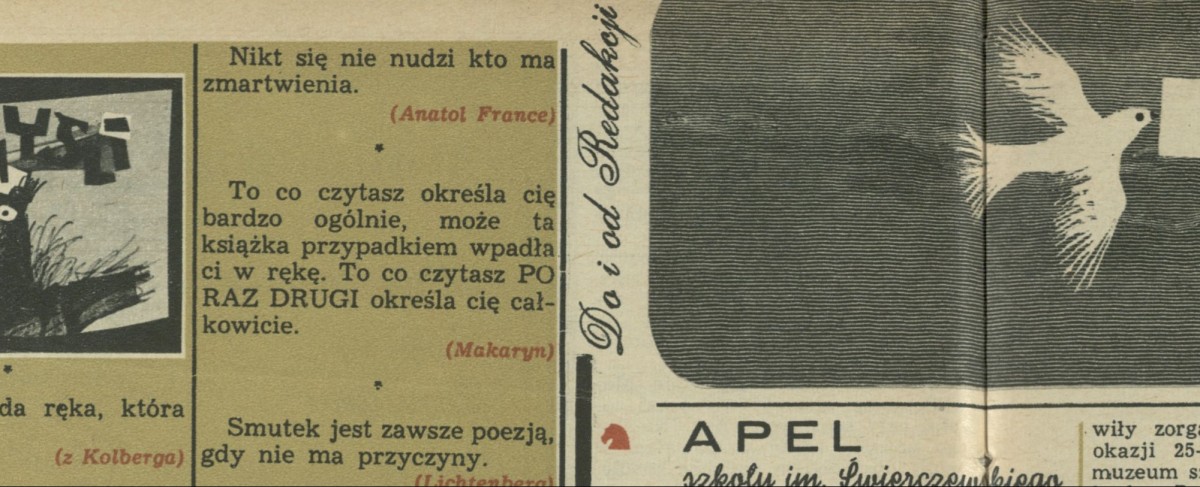 da ręka, która
(z Kolberga)
Nikt się nie nudzi kto ma
zmartwienia.
(Anatol France)
To co czytasz określa cię
bardzo ogólnie, może ta
książka przypadkiem wpadła
ci w rękę. To co czytasz PO
RAZ DRUGI określa cię cał-
kowicie.
(Makaryn)
Smutek jest zawsze poezją,
gdy nie ma przyczyny.
(Lichtenberg)
Do i od Redakcji
APEL
szkoły im. Świerczewskiego
wiły zorga
okazji 25-
muzeum s